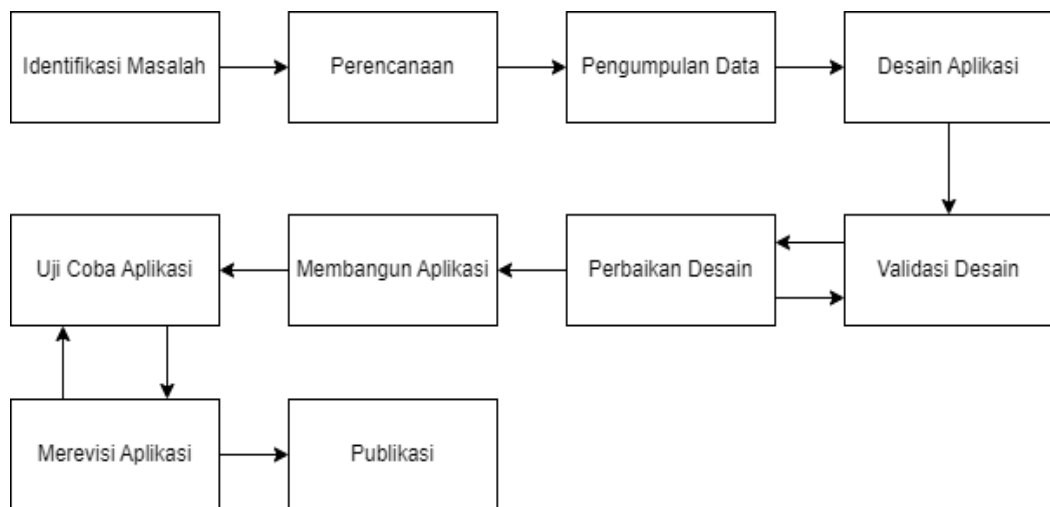 Identifikasi Masalah
Perencanaan
Pengumpulan Data
Desain Aplikasi
Validasi Desain
Perbaikan Desain
Membangun Aplikasi
Uji Coba Aplikasi
Merevisi Aplikasi
Publikasi